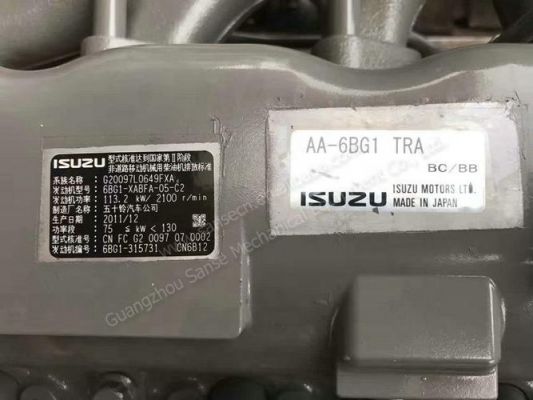 ISUZU 型式核准达到国家第Ⅱ阶段
非道路移动机械用柴油机排放标准
系族名称: G20097L0649FXA
发动机型号: 6BG1-XABFA-05-C2
发动机功率: 113.2 kW/ 2100 r/min
制造厂名称: 五十铃汽车公司
生产日期: 2011/12
功率段: 75 ≤ kW < 130
型式核准号: CN FC G2 0097 07 0002
发动机编号: 6BG1-315731 CN6B12
AA-6BG1 TRA
BC/BB
ISUZU ISUZU MOTORS LTD.
MADE IN JAPAN